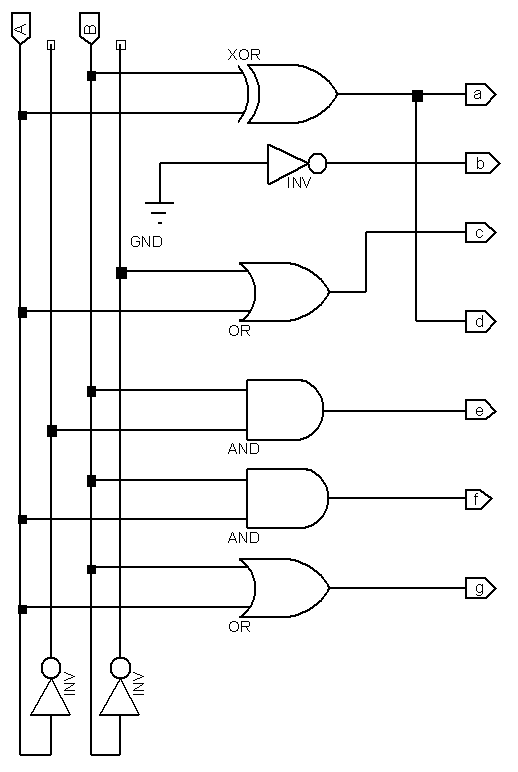 A
B
XOR
a
b
INV
GND
c
OR
d
e
AND
f
AND
g
OR
INV
INV